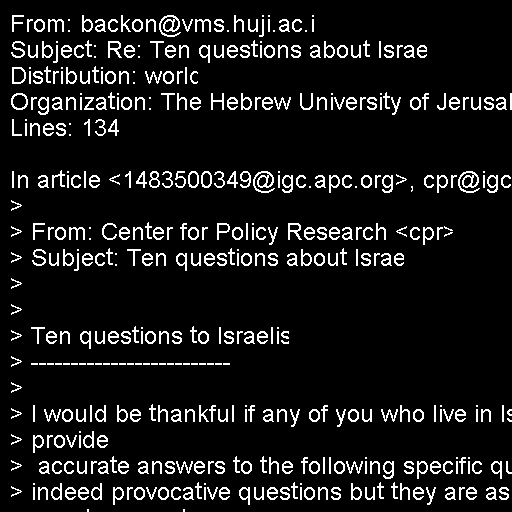 From: backon@vms.huji.ac.i
Subject: Re: Ten questions about Israe
Distribution: world
Organization: The Hebrew University of Jerusal
Lines: 134

In article <1483500349@igc.apc.org>, cpr@igc
>
> From: Center for Policy Research <cpr>
> Subject: Ten questions about Israe
>
>
> Ten questions to Israelis
> -------------------------
>
> I would be thankful if any of you who live in Is
> provide
>  accurate answers to the following specific qu
> indeed provocative questions but they are as